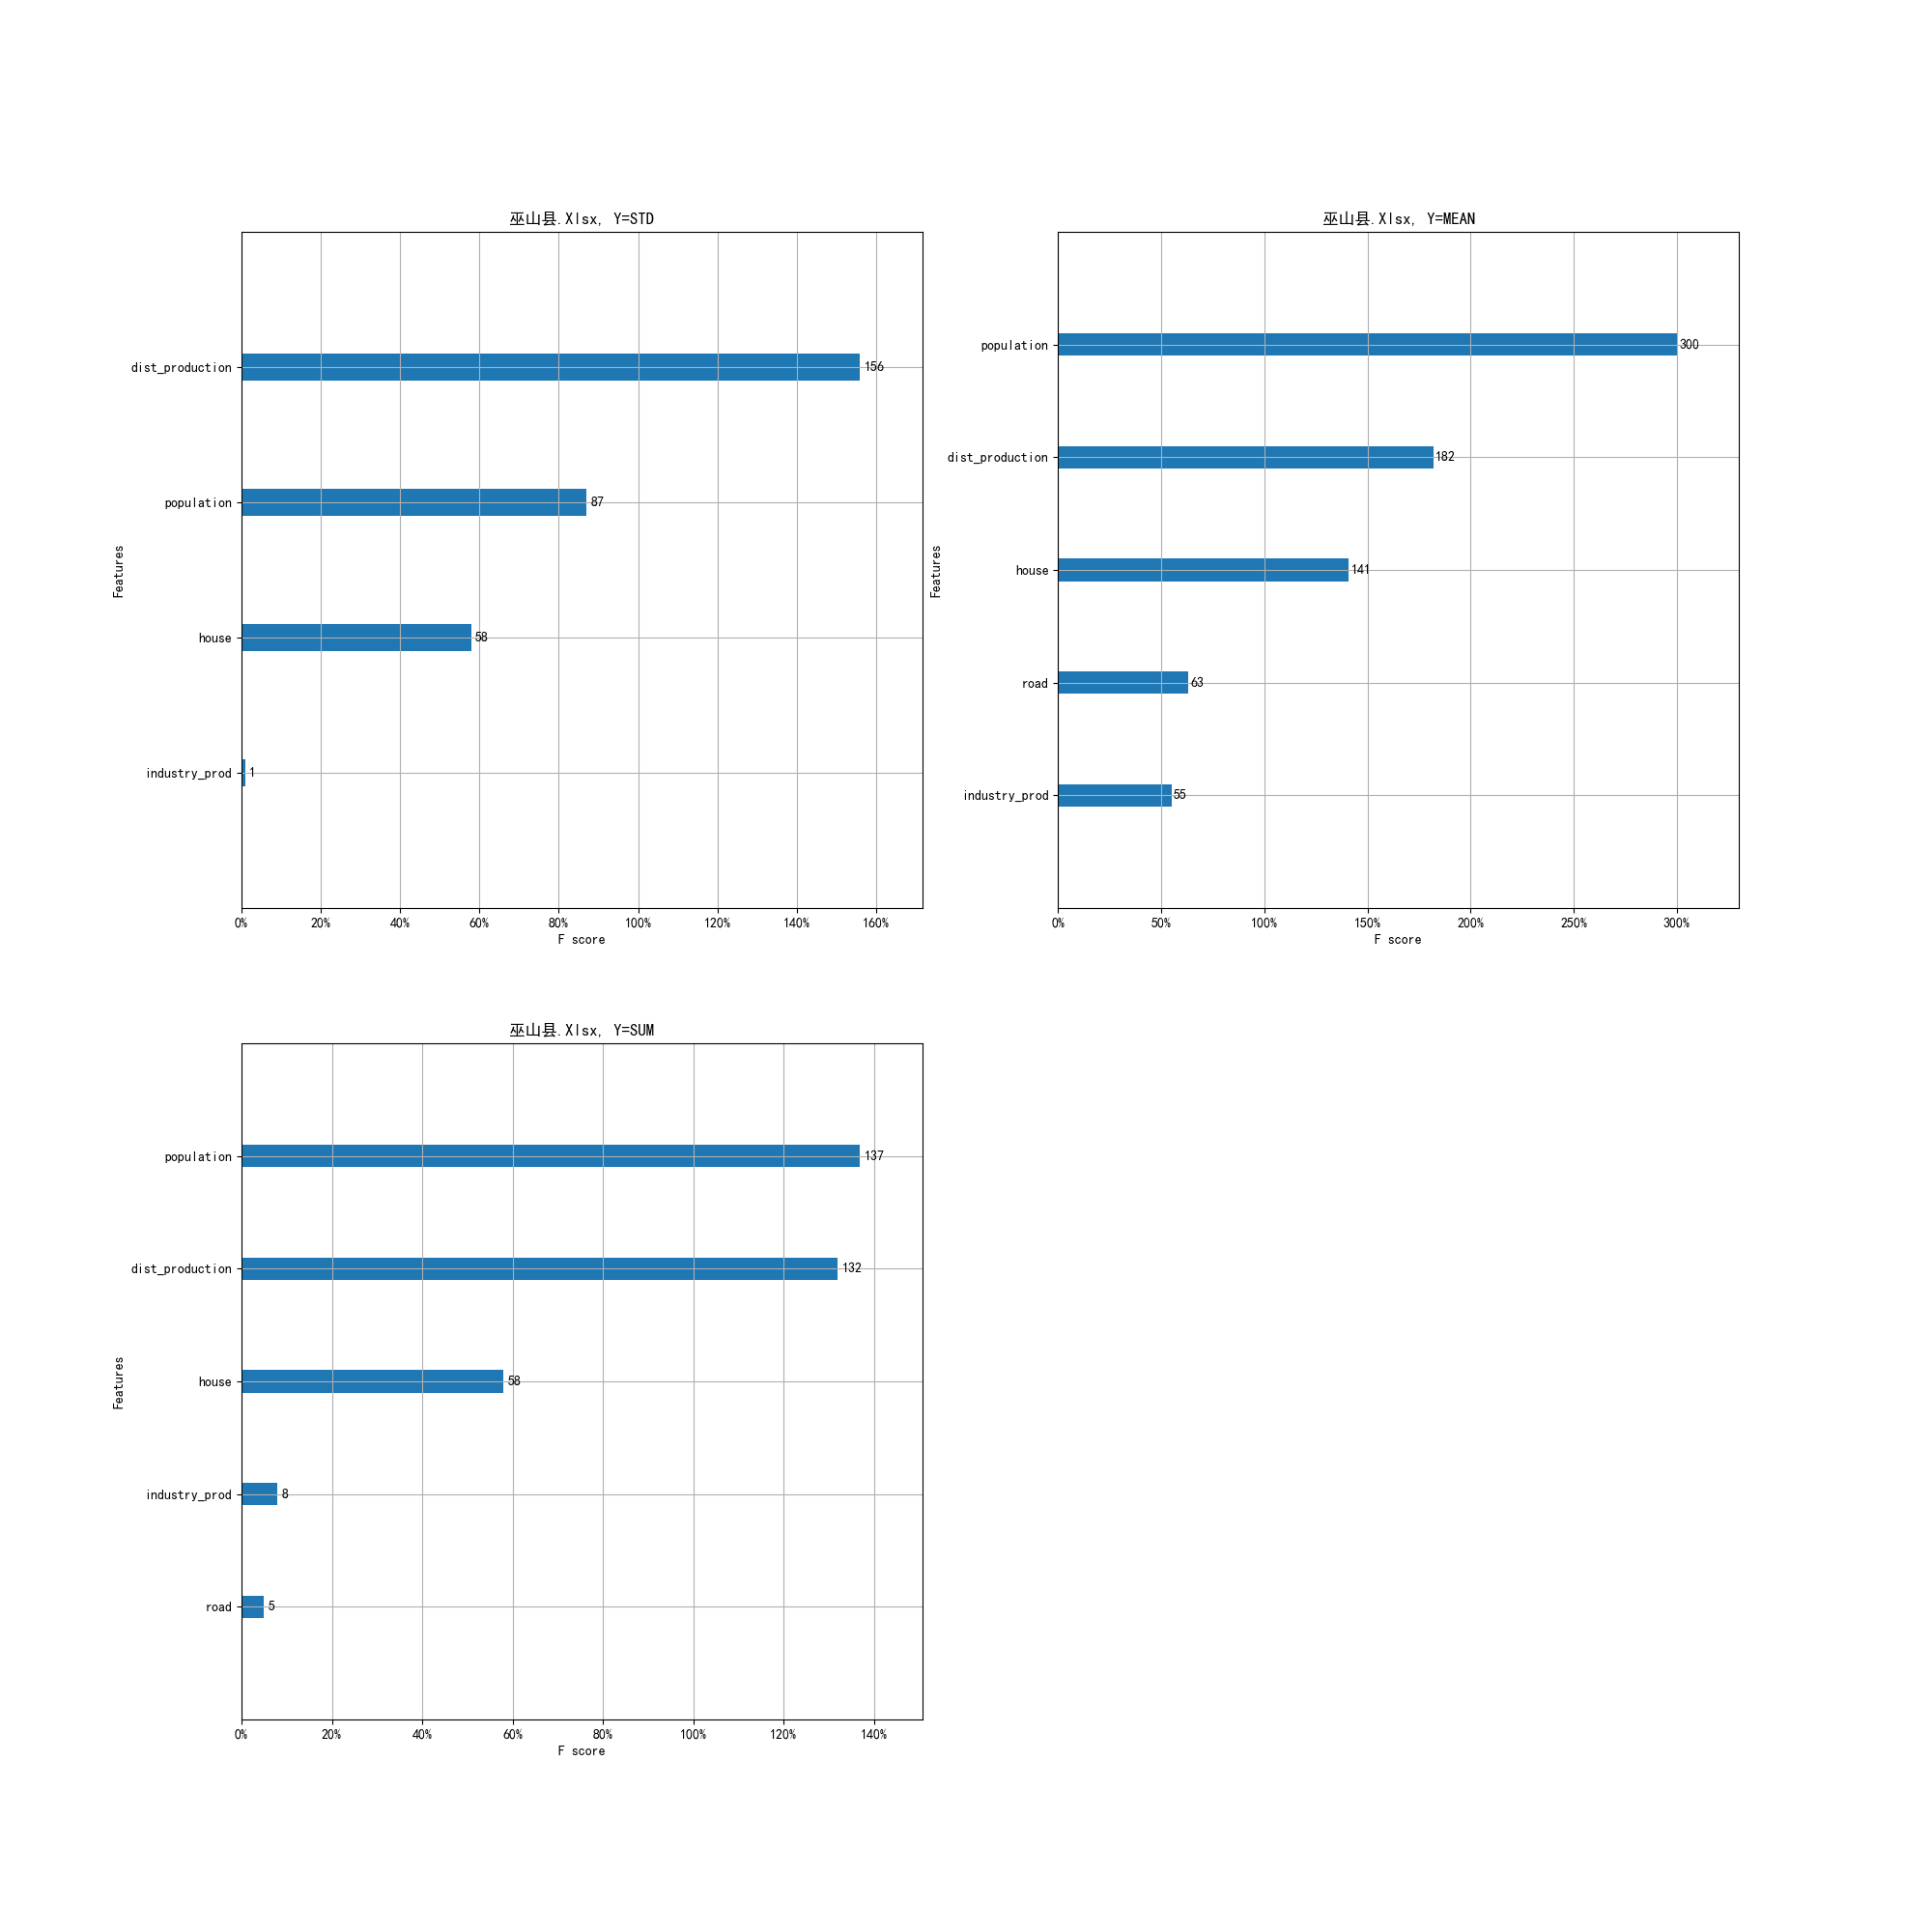 巫山县.Xlsx, Y=STD
dist_production
156
population
87
house
58
industry_prod
1
Features
0% 20% 40% 60% 80% 100% 120% 140% 160%
F score
巫山县.Xlsx, Y=MEAN
population
300
dist_production
182
house
141
road
63
industry_prod
55
Features
0% 50% 100% 150% 200% 250% 300%
F score
巫山县.Xlsx, Y=SUM
population
137
dist_production
132
house
58
industry_prod
8
road
5
Features
0% 20% 40% 60% 80% 100% 120% 140%
F score